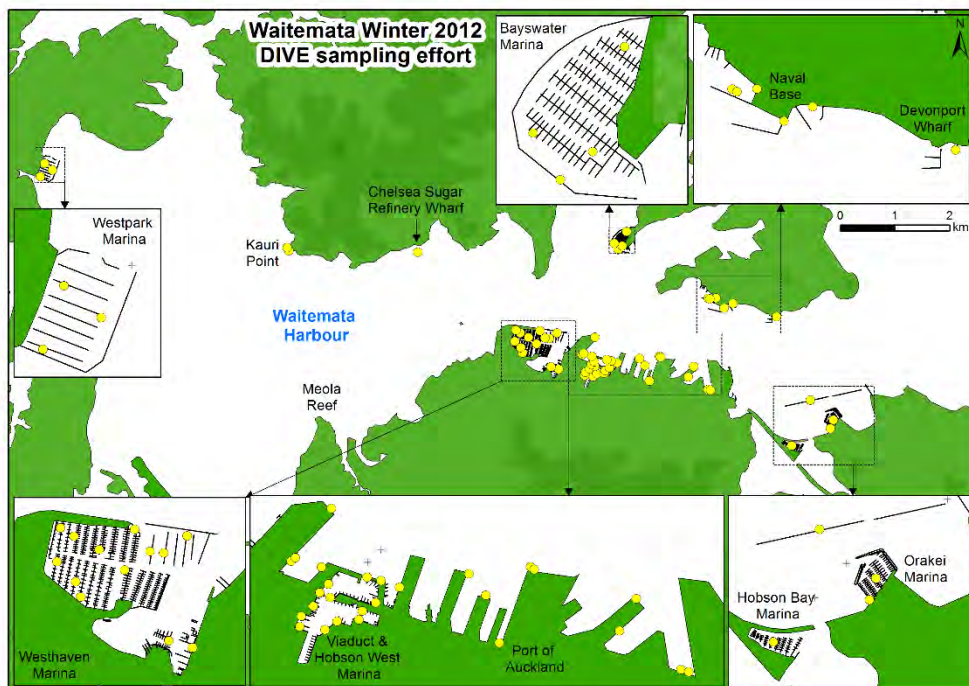 Waitemata Winter 2012
DIVE sampling effort
Bayswater
Marina
N
Naval
Base
Devonport
Wharf
0 1 2
km
Westpark
Marina
Chelsea Sugar
Refinery Wharf
Kauri
Point
Waitemata
Harbour
Meola
Reef
Westhaven
Marina
Viaduct &
Hobson West
Marina
Port of
Auckland
Orakei
Marina
Hobson Bay
Marina